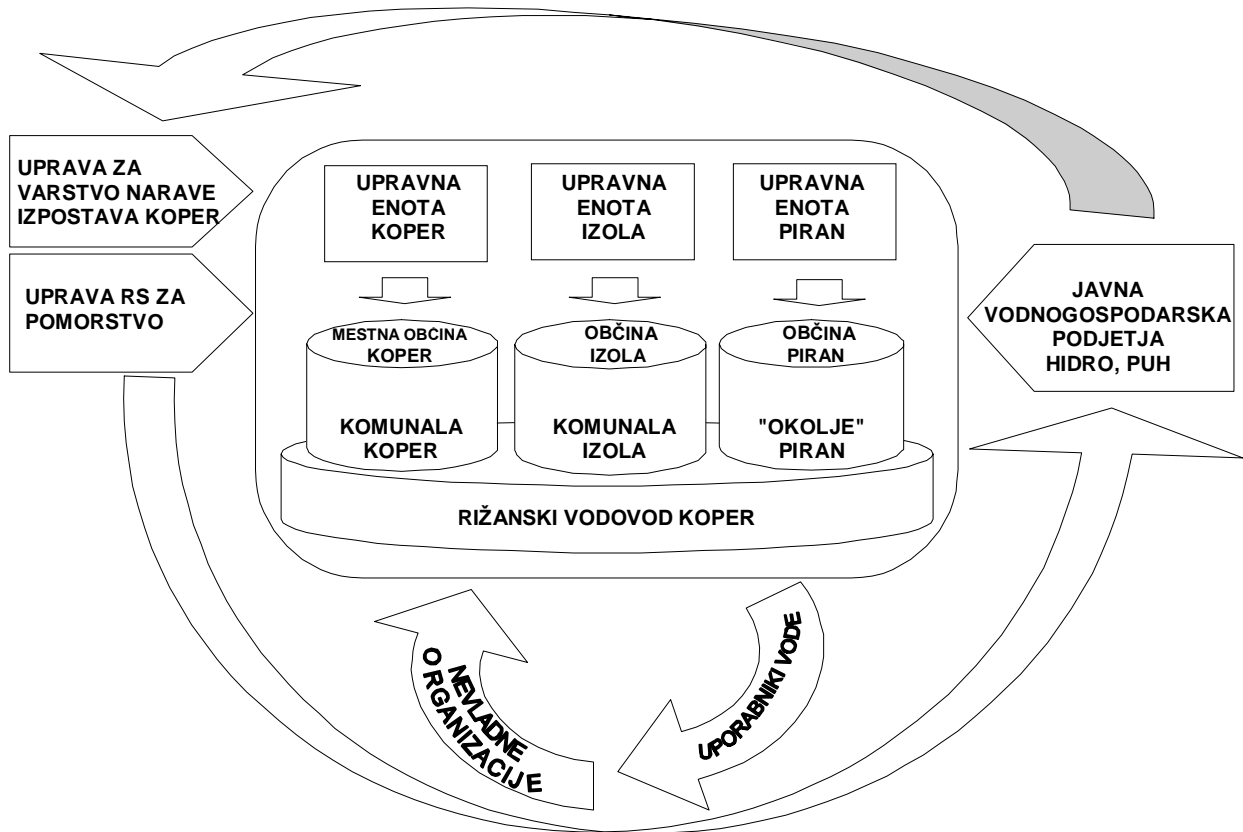 UPRAVA ZA
VARSTVO NARAVE
IZPOSTAVA KOPER
UPRAVA RS ZA
POMORSTVO
UPRAVNA
ENOTA
KOPER
UPRAVNA
ENOTA
IZOLA
UPRAVNA
ENOTA
PIRAN
MESTNA OBCINA
KOPER
OBČINA
IZOLA
OBČINA
PIRAN
KOMUNALA
KOPER
KOMUNALA
IZOLA
"OKOLJE"
PIRAN
RIŽANSKI VODOVOD KOPER
JAVNA
VODNOGOSPODARSKA
PODJETJA
HIDRO, PUH
NEVLADNE
ORGANIZACIJE
UPORABNIKI VODE